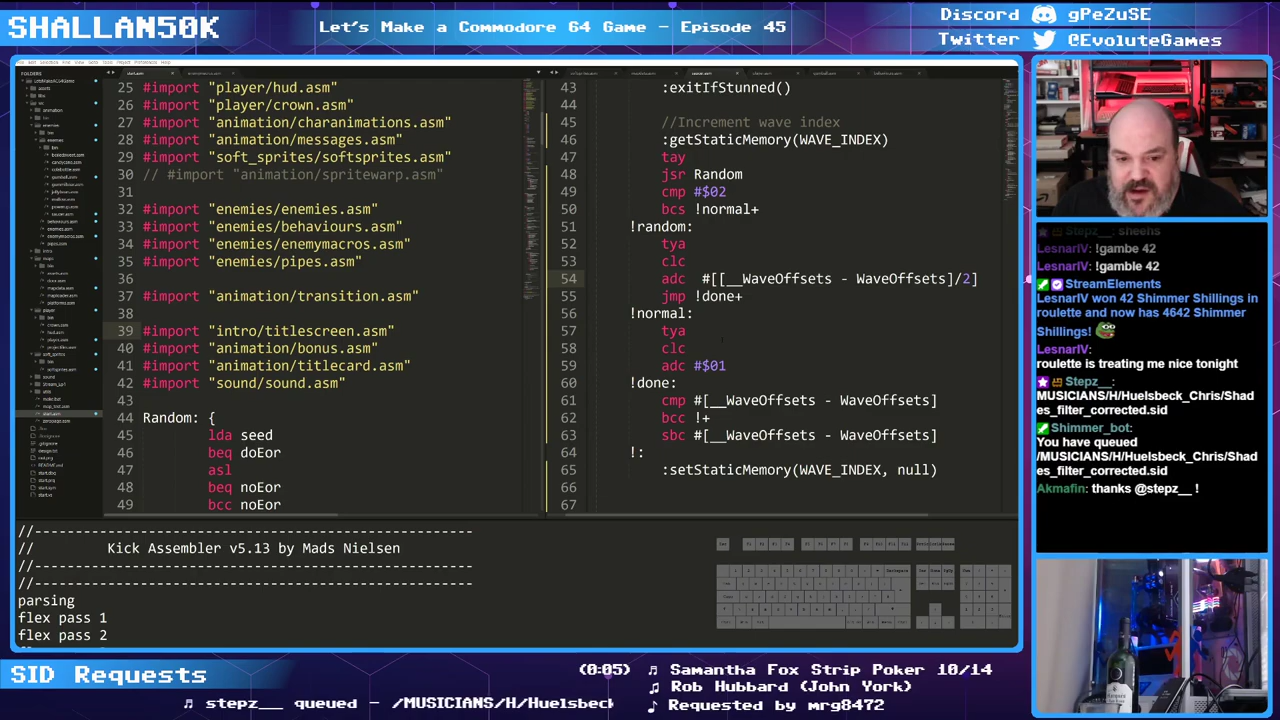 SHALLAN50K
Let's Make a Commodore 64 Game - Episode 45
Discord gPeZuSE
Twitter @EvoluteGames
FOLDERS
25 #import "player/hud.asm"
26 #import "player/crown.asm"
27 #import "animation/charanimations.asm"
28 #import "animation/messages.asm"
29 #import "soft_sprites/softsprites.asm"
30 // #import "animation/spritewarp.asm"
31
32 #import "enemies/enemies.asm"
33 #import "enemies/behaviours.asm"
34 #import "enemies/enemymacros.asm"
35 #import "enemies/pipes.asm"
36
37 #import "animation/transition.asm"
39 #import "intro/titlescreen.asm"
40 #import "animation/bonus.asm"
41 #import "animation/titlecard.asm"
42 #import "sound/sound.asm"
43
44 Random: {
45 lda seed
46 beq doEor
47 asl
48 beq noEor
49 bcc noEor
43 :exitIfStunned()
44
45 //Increment wave index
46 :getStaticMemory(WAVE_INDEX)
47 tay
48 jsr Random
49 cmp #$02
50 bcs !normal+
51 !random:
52 tya
53 clc
54 adc #[[__WaveOffsets - WaveOffsets]/2]
55 jmp !done+
56 !normal:
57 tya
58 clc
59 adc #$01
60 !done:
61 cmp #[__WaveOffsets - WaveOffsets]
62 bcc !+
63 sbc #[__WaveOffsets - WaveOffsets]
64 !:
65 :setStaticMemory(WAVE_INDEX, null)
66
67
//------------------------------------------------------
// Kick Assembler v5.13 by Mads Nielsen
//------------------------------------------------------
//------------------------------------------------------
parsing
flex pass 1
flex pass 2
Stepz__: sheehs
LesnarIV: !gambe 42
LesnarIV: !gamble 42
StreamElements:
LesnarIV won 42 Shimmer Shillings in
roulette and now has 4642 Shimmer
Shillings!
LesnarIV:
roulette is treating me nice tonight
Stepz__:
MUSICIANS/H/Huelsbeck_Chris/Shad
es_filter_corrected.sid
Shimmer_bot:
You have queued
/MUSICIANS/H/Huelsbeck_Chris/Sha
des_filter_corrected.sid
Akmafin: thanks @stepz__ !
SID Requests
stepz__ queued - /MUSICIANS/H/Huelsbeck
(0:05) Samantha Fox Strip Poker 10/14
Rob Hubbard (John York)
Requested by mrg8472